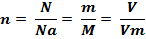 n = N/Na = m/M = V/Vm